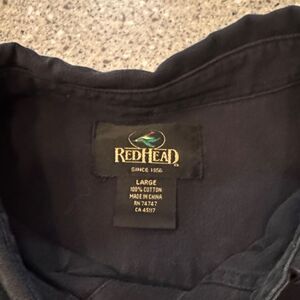 REDHEAD
SINCE 1856
LARGE
100% COTTON
MADE IN CHINA
RN 74747
CA 45117